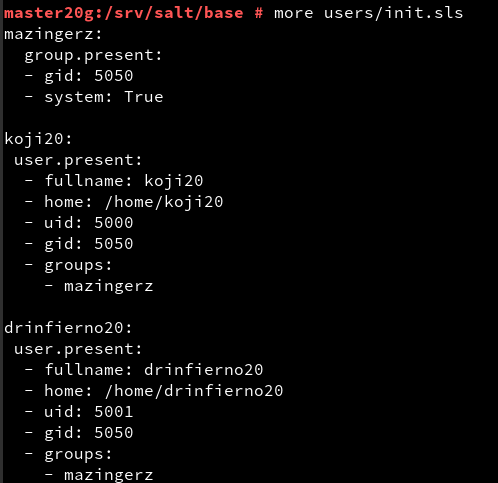 master20g:/srv/salt/base # more users/init.sls
mazingerz:
  group.present:
  - gid: 5050
  - system: True

koji20:
 user.present:
  - fullname: koji20
  - home: /home/koji20
  - uid: 5000
  - gid: 5050
  - groups:
    - mazingerz

drinfierno20:
 user.present:
  - fullname: drinfierno20
  - home: /home/drinfierno20
  - uid: 5001
  - gid: 5050
  - groups:
    - mazingerz